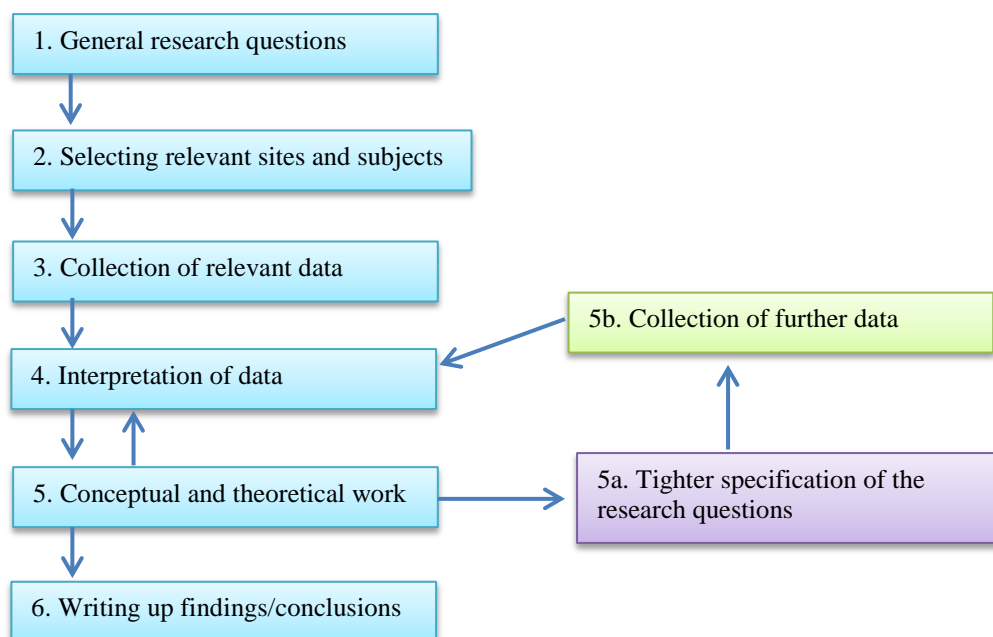 1. General research questions
2. Selecting relevant sites and subjects
3. Collection of relevant data
4. Interpretation of data
5. Conceptual and theoretical work
6. Writing up findings/conclusions
5b. Collection of further data
5a. Tighter specification of the
research questions